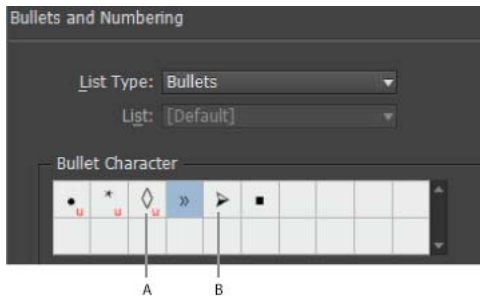 Bullets and Numbering
List Type: Bullets
List: [Default]
Bullet Character
• u * u ◊ u » ➢ ■
A B